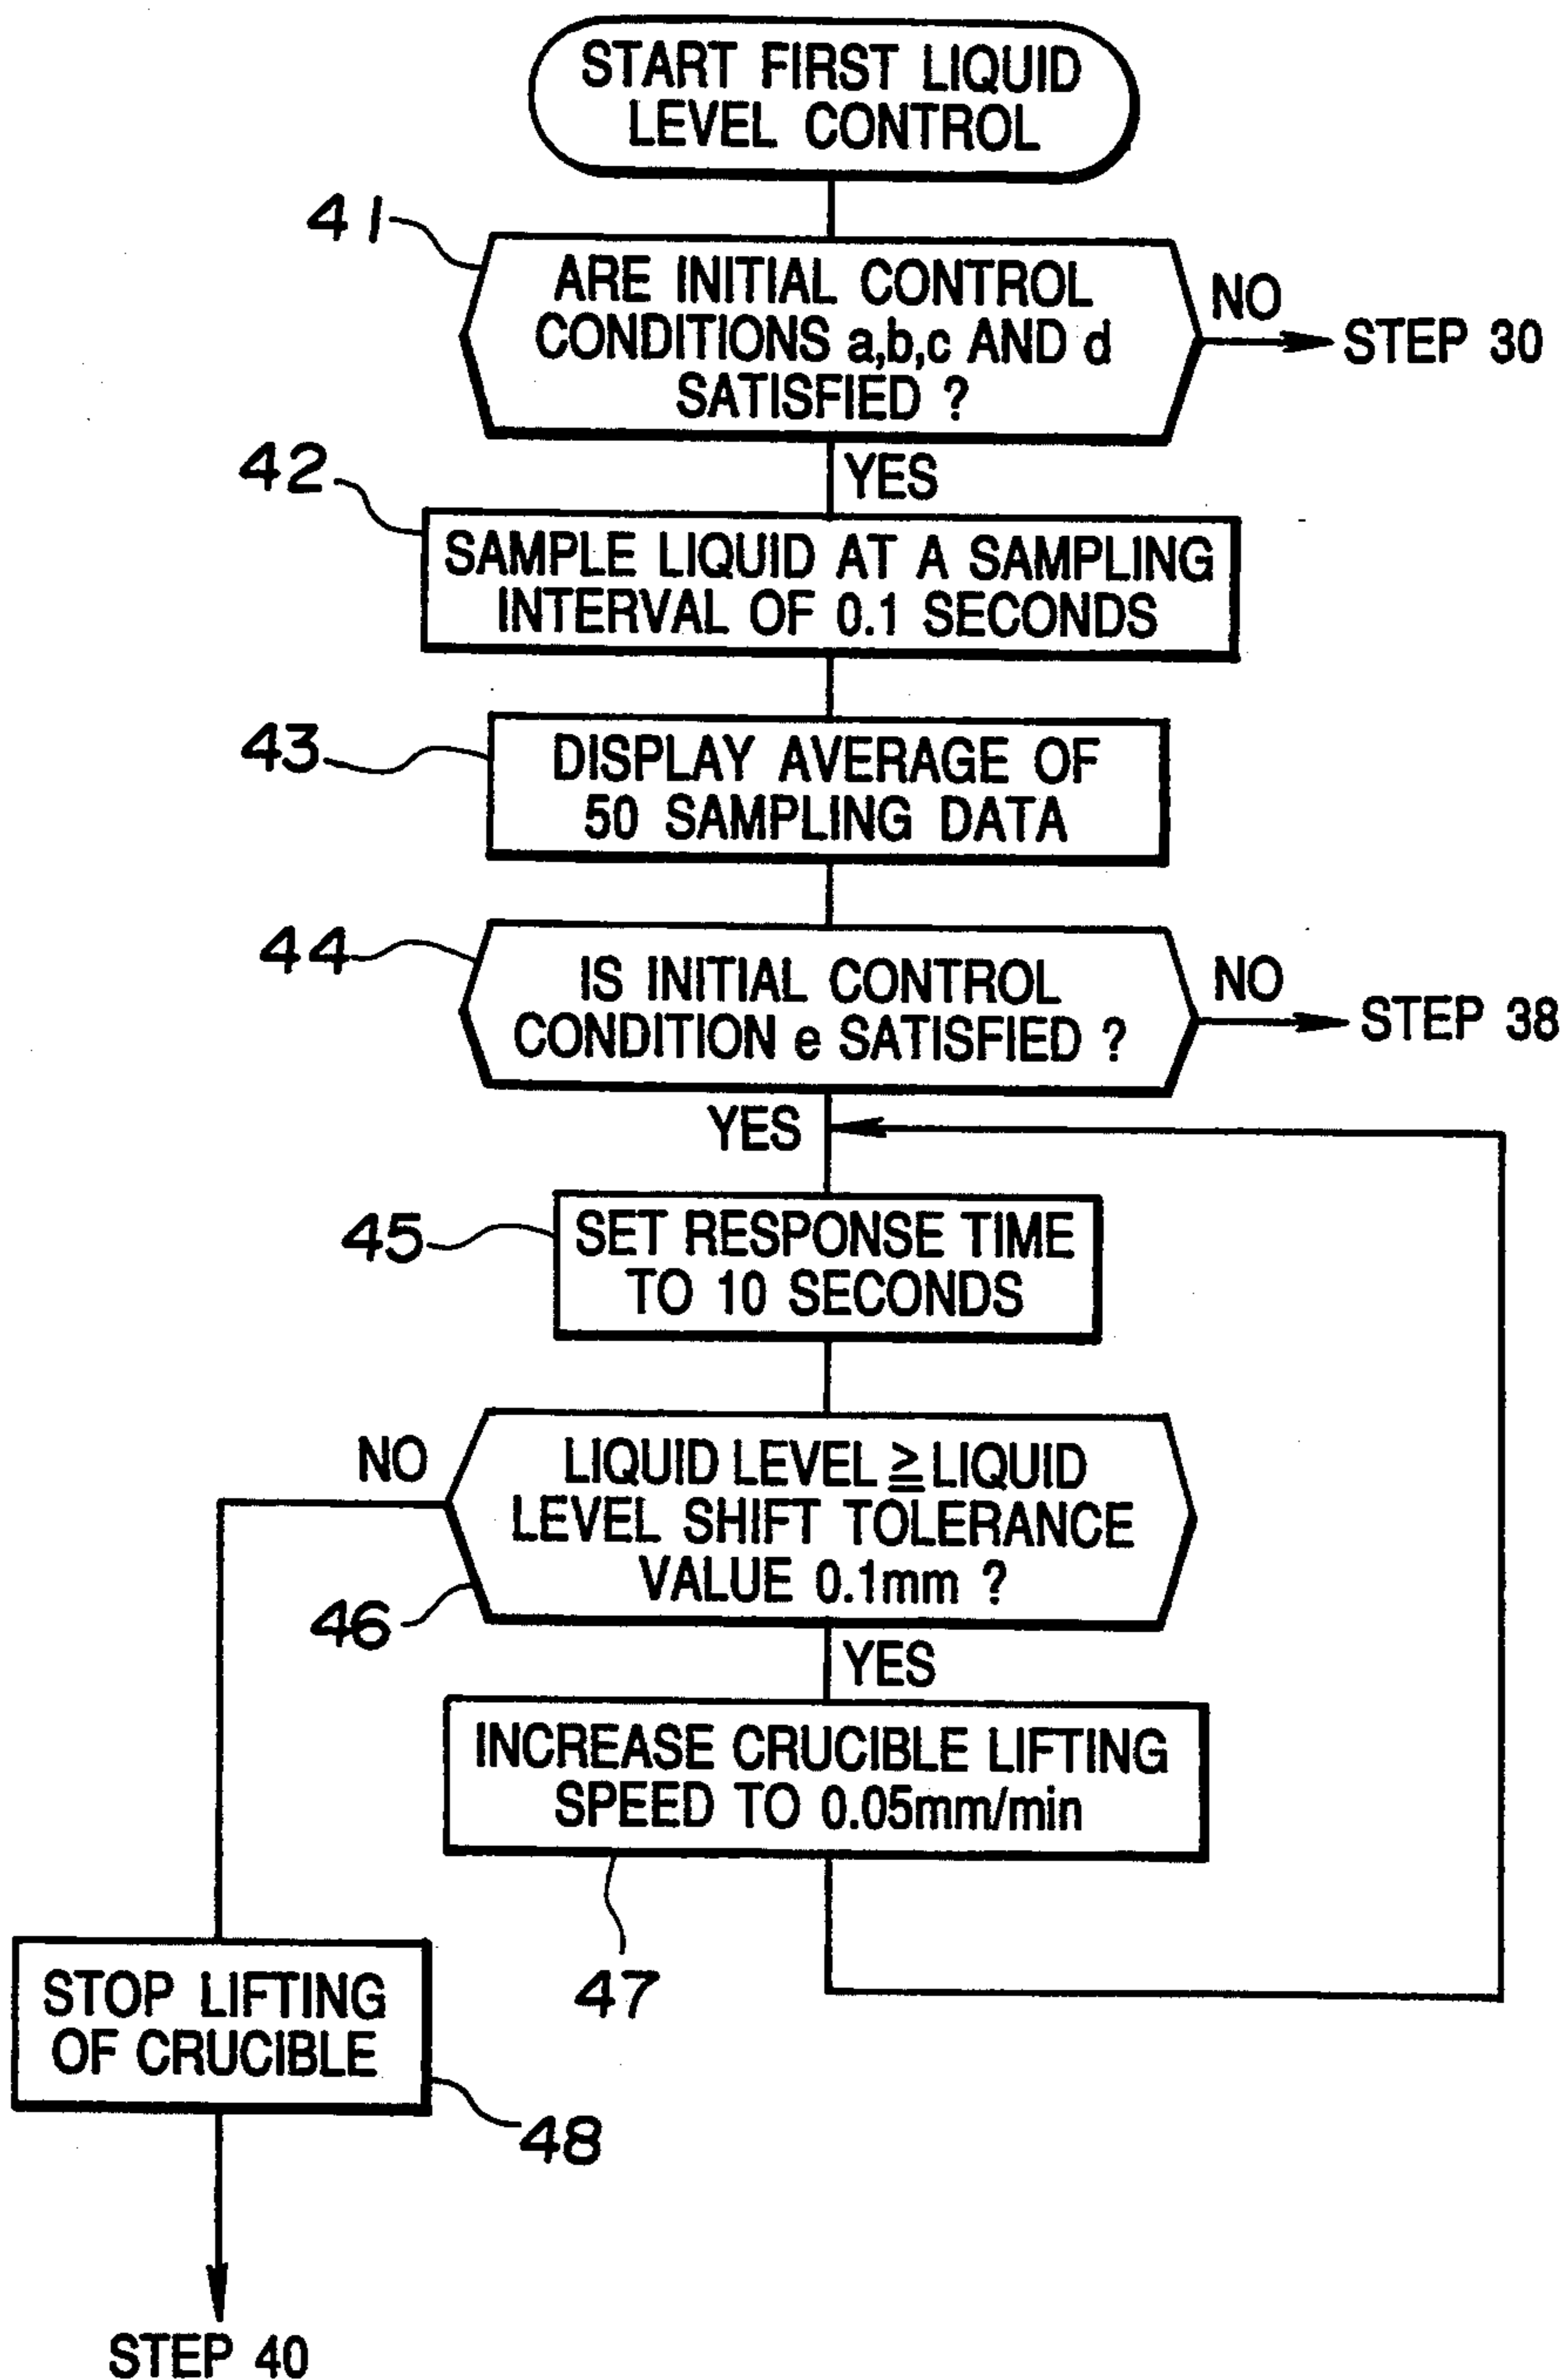 START FIRST LIQUID
LEVEL CONTROL
41
ARE INITIAL CONTROL
CONDITIONS a,b,c AND d
SATISFIED ?
NO
STEP 30
YES
42
SAMPLE LIQUID AT A SAMPLING
INTERVAL OF 0.1 SECONDS
43
DISPLAY AVERAGE OF
50 SAMPLING DATA
44
IS INITIAL CONTROL
CONDITION e SATISFIED ?
NO
STEP 38
YES
45
SET RESPONSE TIME
TO 10 SECONDS
NO
LIQUID LEVEL ≧ LIQUID
LEVEL SHIFT TOLERANCE
VALUE 0.1mm ?
46
YES
INCREASE CRUCIBLE LIFTING
SPEED TO 0.05mm/min
47
STOP LIFTING
OF CRUCIBLE
48
STEP 40